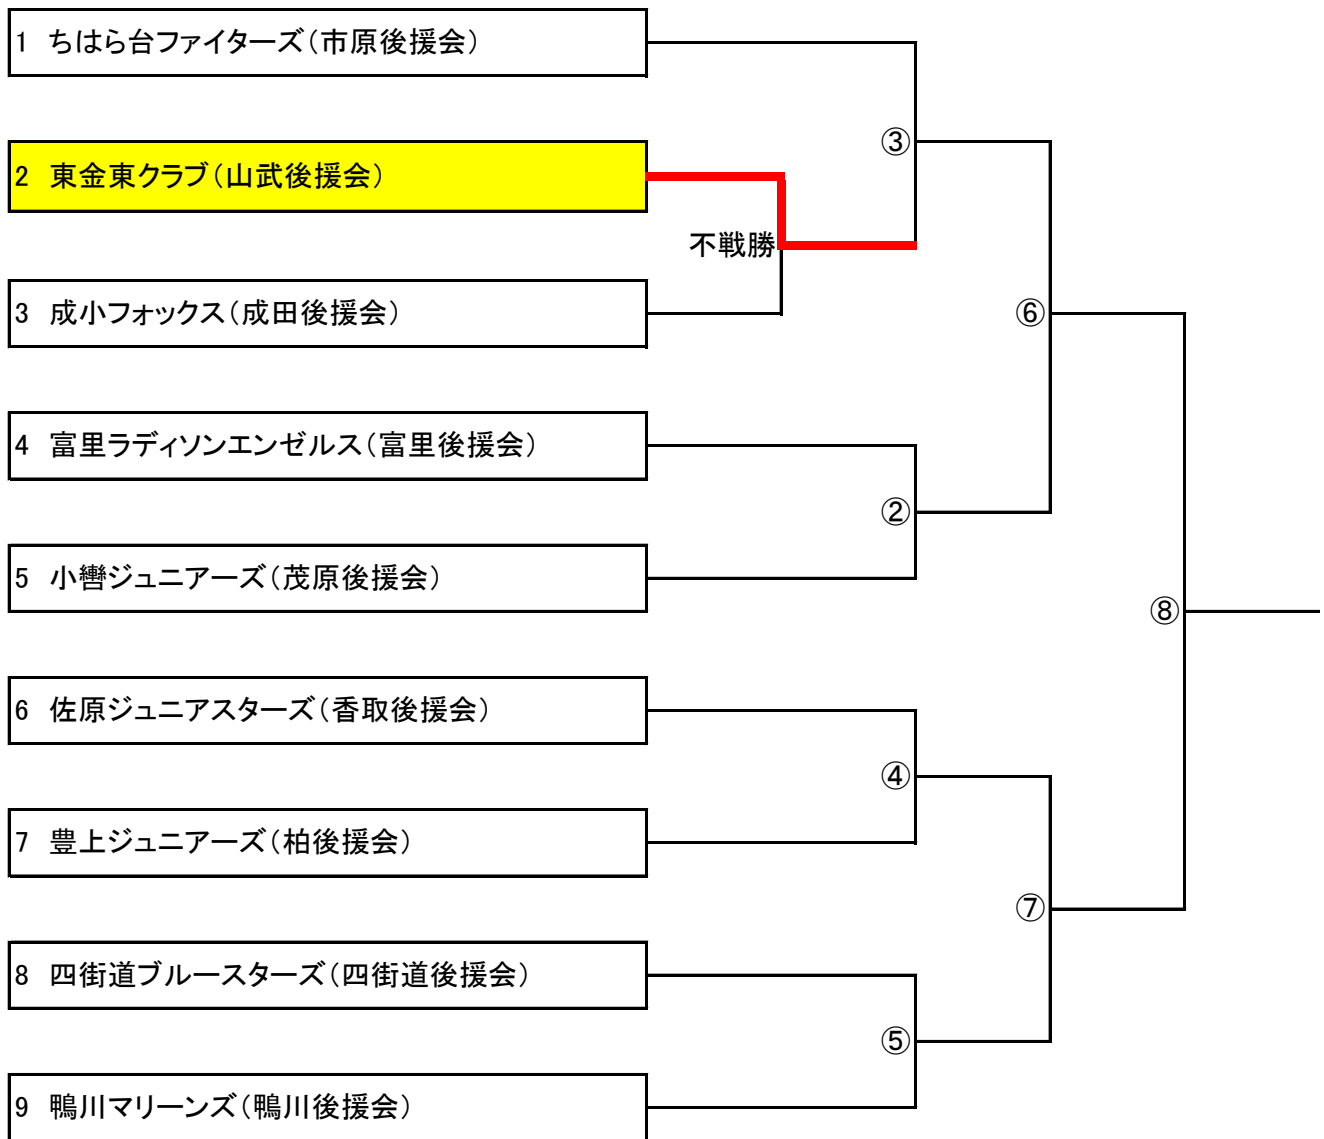 1 ちはら台ファイターズ（市原後援会）
③
2 東金東クラブ（山武後援会）
不戦勝
3 成小フォックス（成田後援会）
⑥
4 富里ラディソンエンゼルス（富里後援会）
②
5 小轡ジュニアーズ（茂原後援会）
⑧
6 佐原ジュニアスターズ（香取後援会）
④
7 豊上ジュニアーズ（柏後援会）
⑦
8 四街道ブルースターズ（四街道後援会）
⑤
9 鴨川マリーンズ（鴨川後援会）